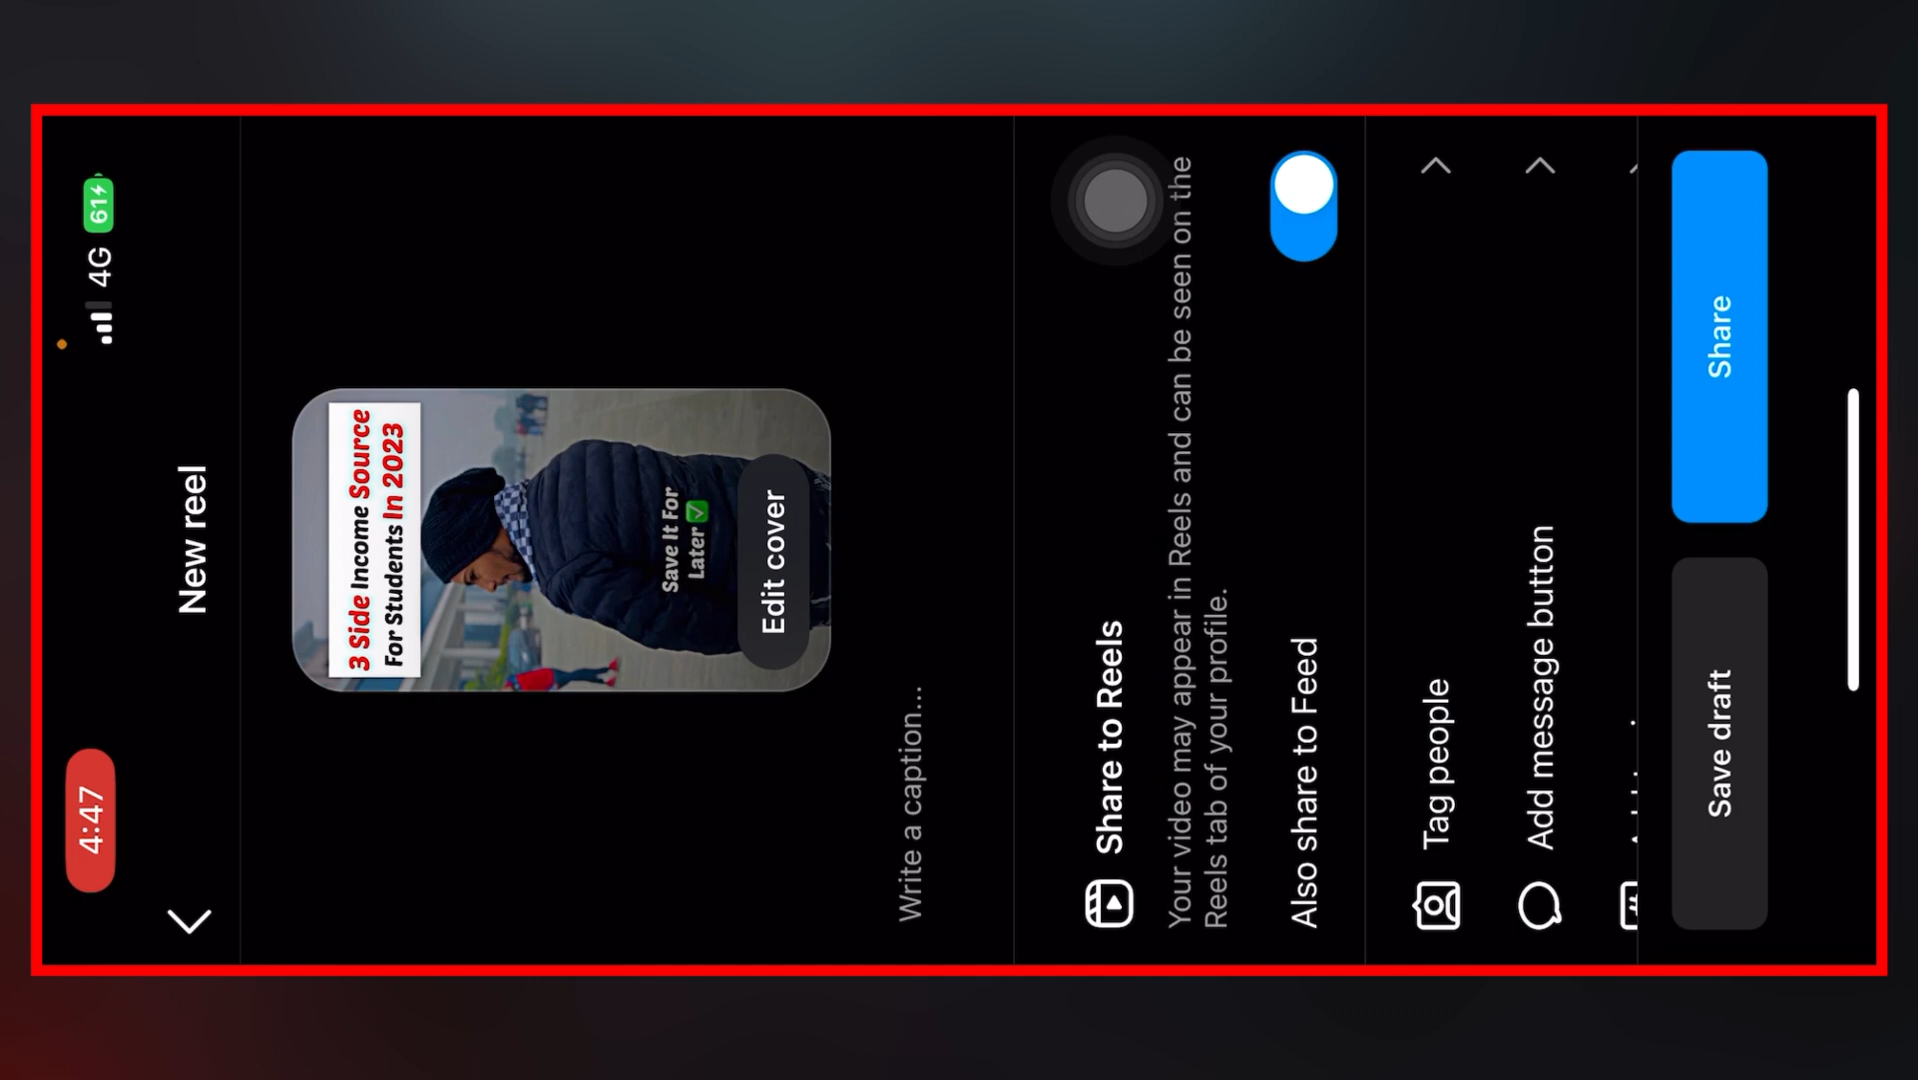 4:47
4G
61
New reel
3 Side Income Source
For Students In 2023
Save It For
Later ✅
Edit cover
Write a caption...
Share to Reels
Your video may appear in Reels and can be seen on the
Reels tab of your profile.
Also share to Feed
Tag people
Add message button
Save draft
Share